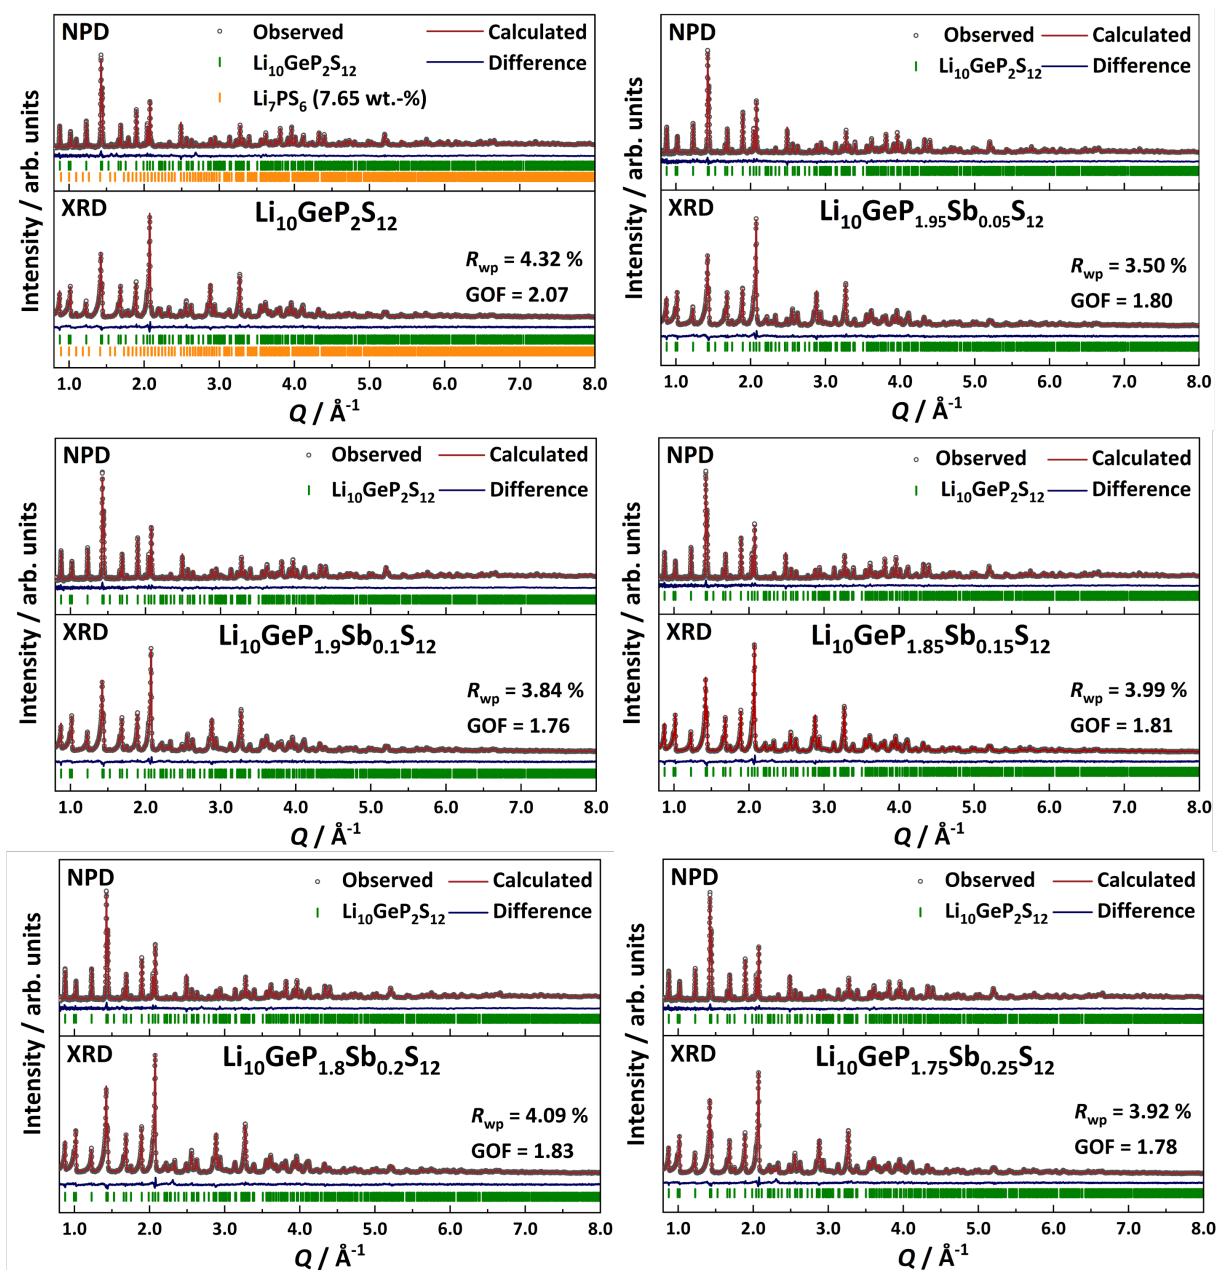 NPD
Observed
Calculated
Li10GeP2S12
Difference
Li7PS6 (7.65 wt.-%)
XRD
Li10GeP2S12
Rwp = 4.32 %
GOF = 2.07
Intensity / arb. units
1.0 2.0 3.0 4.0 5.0 6.0 7.0 8.0
Q / Å-1
NPD
Observed
Calculated
Li10GeP2S12
Difference
XRD
Li10GeP1.95Sb0.05S12
Rwp = 3.50 %
GOF = 1.80
Intensity / arb. units
1.0 2.0 3.0 4.0 5.0 6.0 7.0 8.0
Q / Å-1
NPD
Observed
Calculated
Li10GeP2S12
Difference
XRD
Li10GeP1.9Sb0.1S12
Rwp = 3.84 %
GOF = 1.76
Intensity / arb. units
1.0 2.0 3.0 4.0 5.0 6.0 7.0 8.0
Q / Å-1
NPD
Observed
Calculated
Li10GeP2S12
Difference
XRD
Li10GeP1.85Sb0.15S12
Rwp = 3.99 %
GOF = 1.81
Intensity / arb. units
1.0 2.0 3.0 4.0 5.0 6.0 7.0 8.0
Q / Å-1
NPD
Observed
Calculated
Li10GeP2S12
Difference
XRD
Li10GeP1.8Sb0.2S12
Rwp = 4.09 %
GOF = 1.83
Intensity / arb. units
1.0 2.0 3.0 4.0 5.0 6.0 7.0 8.0
Q / Å-1
NPD
Observed
Calculated
Li10GeP2S12
Difference
XRD
Li10GeP1.75Sb0.25S12
Rwp = 3.92 %
GOF = 1.78
Intensity / arb. units
1.0 2.0 3.0 4.0 5.0 6.0 7.0 8.0
Q / Å-1